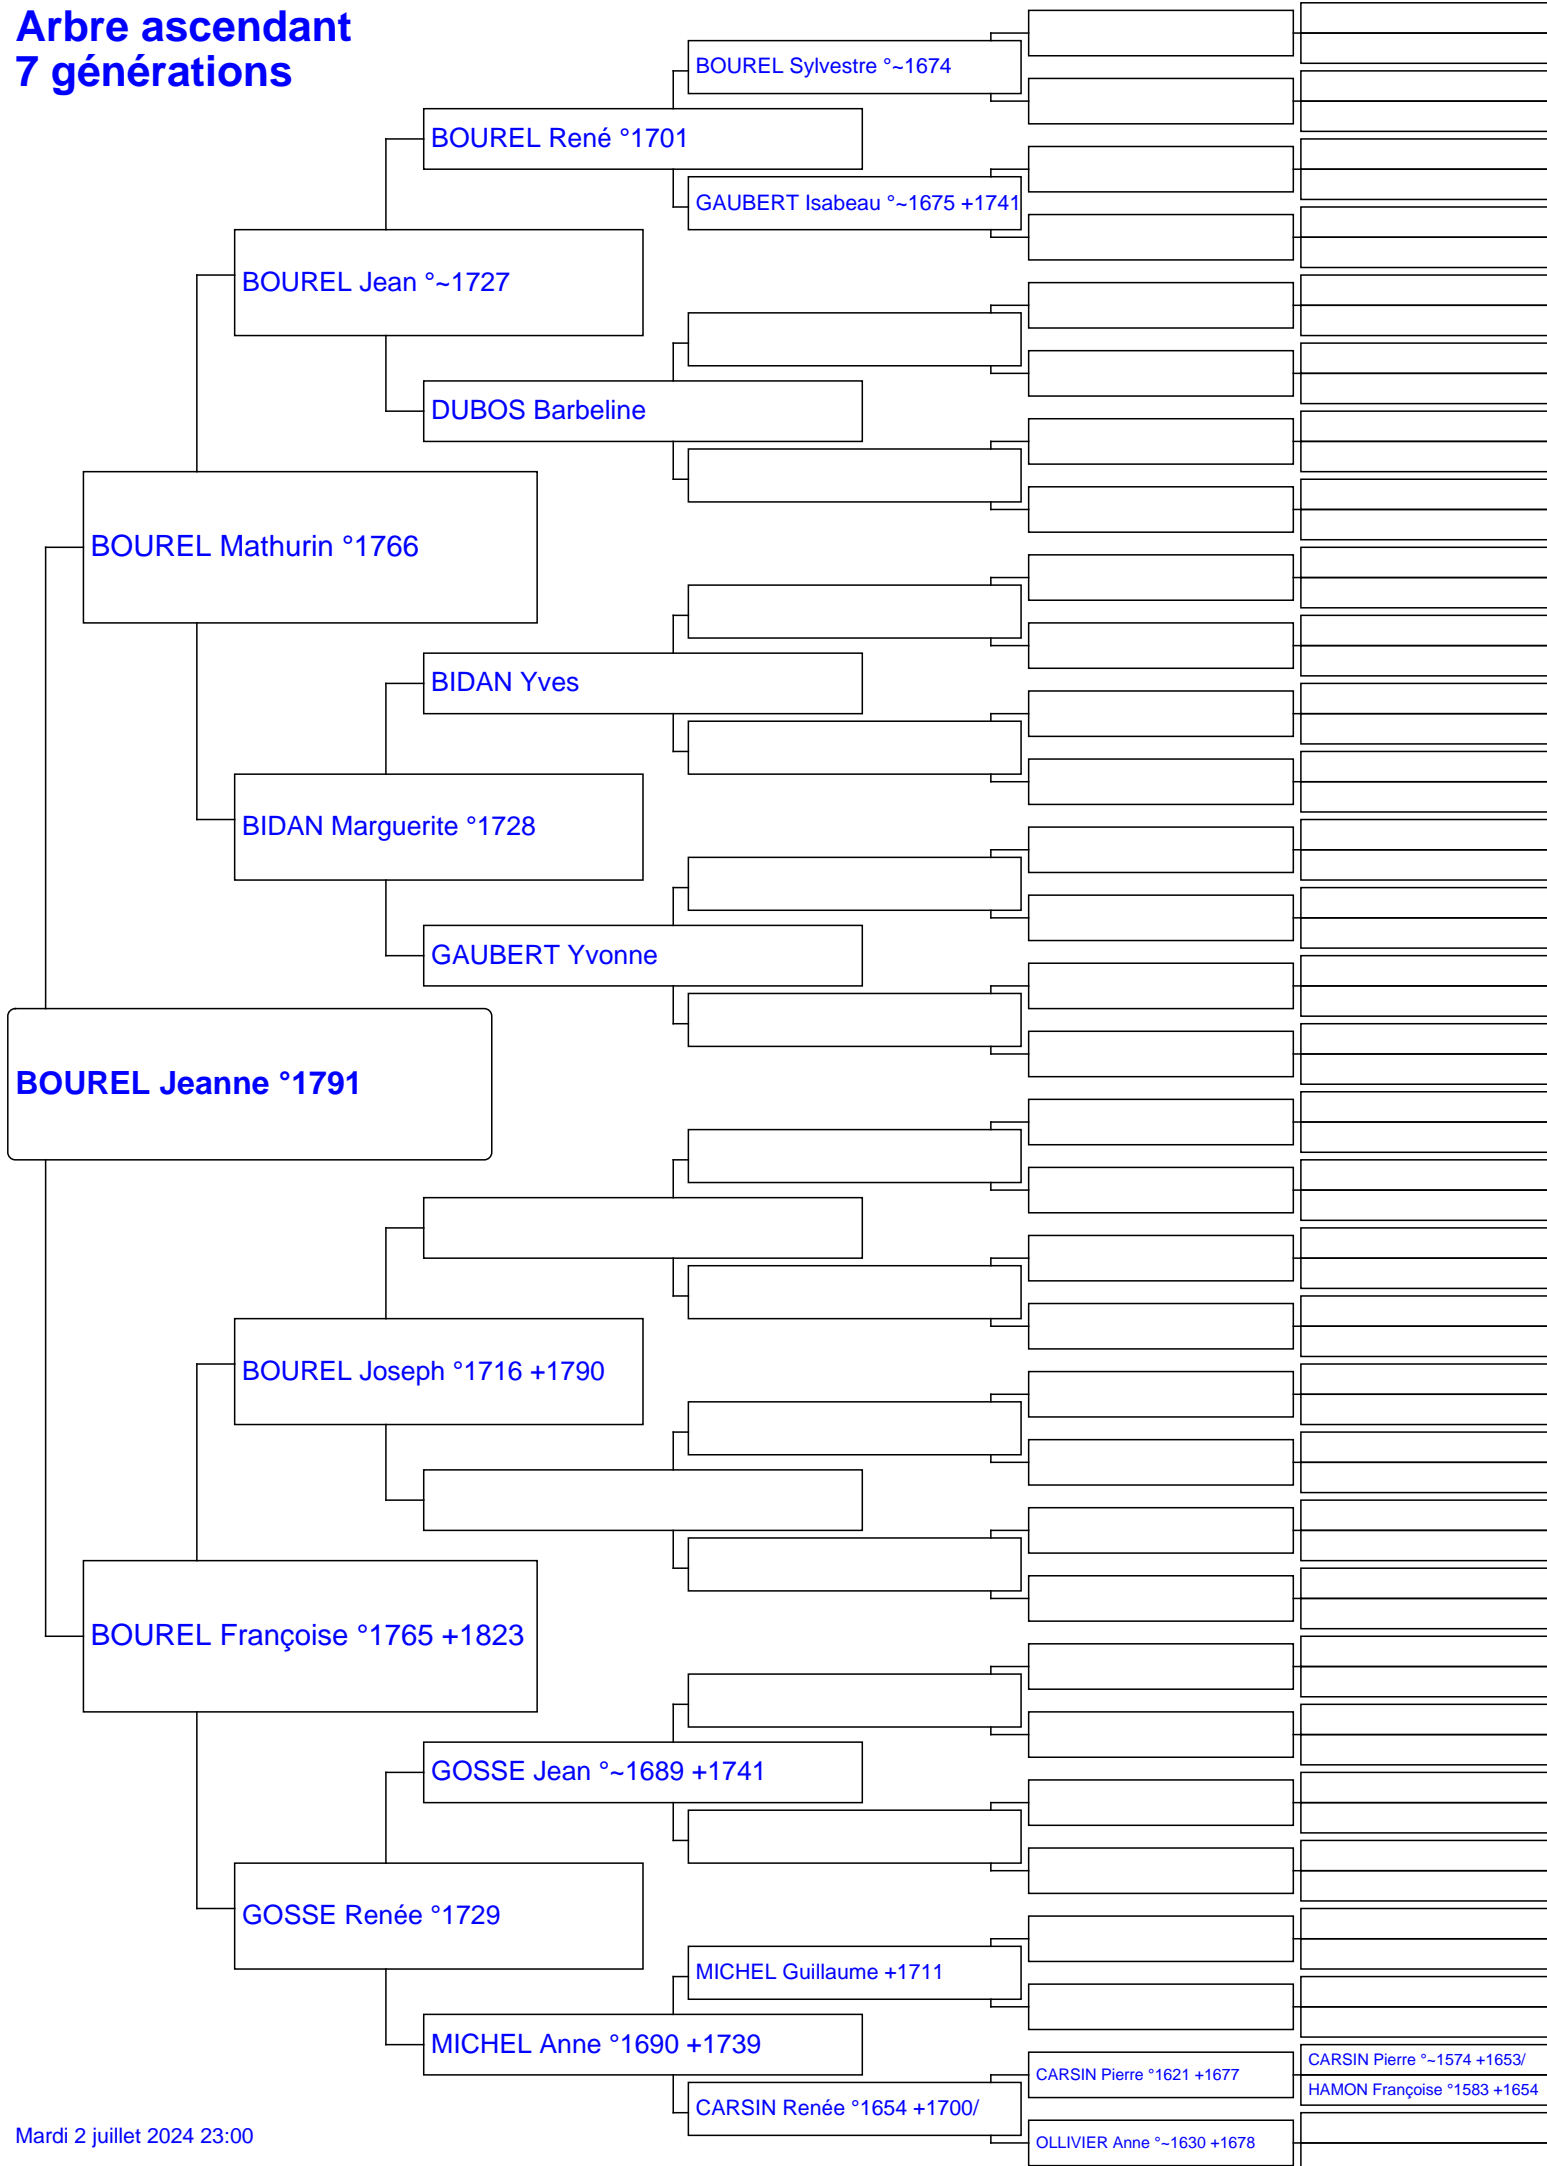 Arbre ascendant
7 générations
BOUREL Sylvestre °~1674
BOUREL René °1701
GAUBERT Isabeau °~1675 +1741
BOUREL Jean °~1727
DUBOS Barbeline
BOUREL Mathurin °1766
BIDAN Yves
BIDAN Marguerite °1728
GAUBERT Yvonne
BOUREL Jeanne °1791
BOUREL Joseph °1716 +1790
BOUREL Françoise °1765 +1823
GOSSE Jean °~1689 +1741
GOSSE Renée °1729
MICHEL Guillaume +1711
MICHEL Anne °1690 +1739
CARSIN Pierre °~1574 +1653/
CARSIN Pierre °1621 +1677
HAMON Françoise °1583 +1654
CARSIN Renée °1654 +1700/
OLLIVIER Anne °~1630 +1678
Mardi 2 juillet 2024 23:00